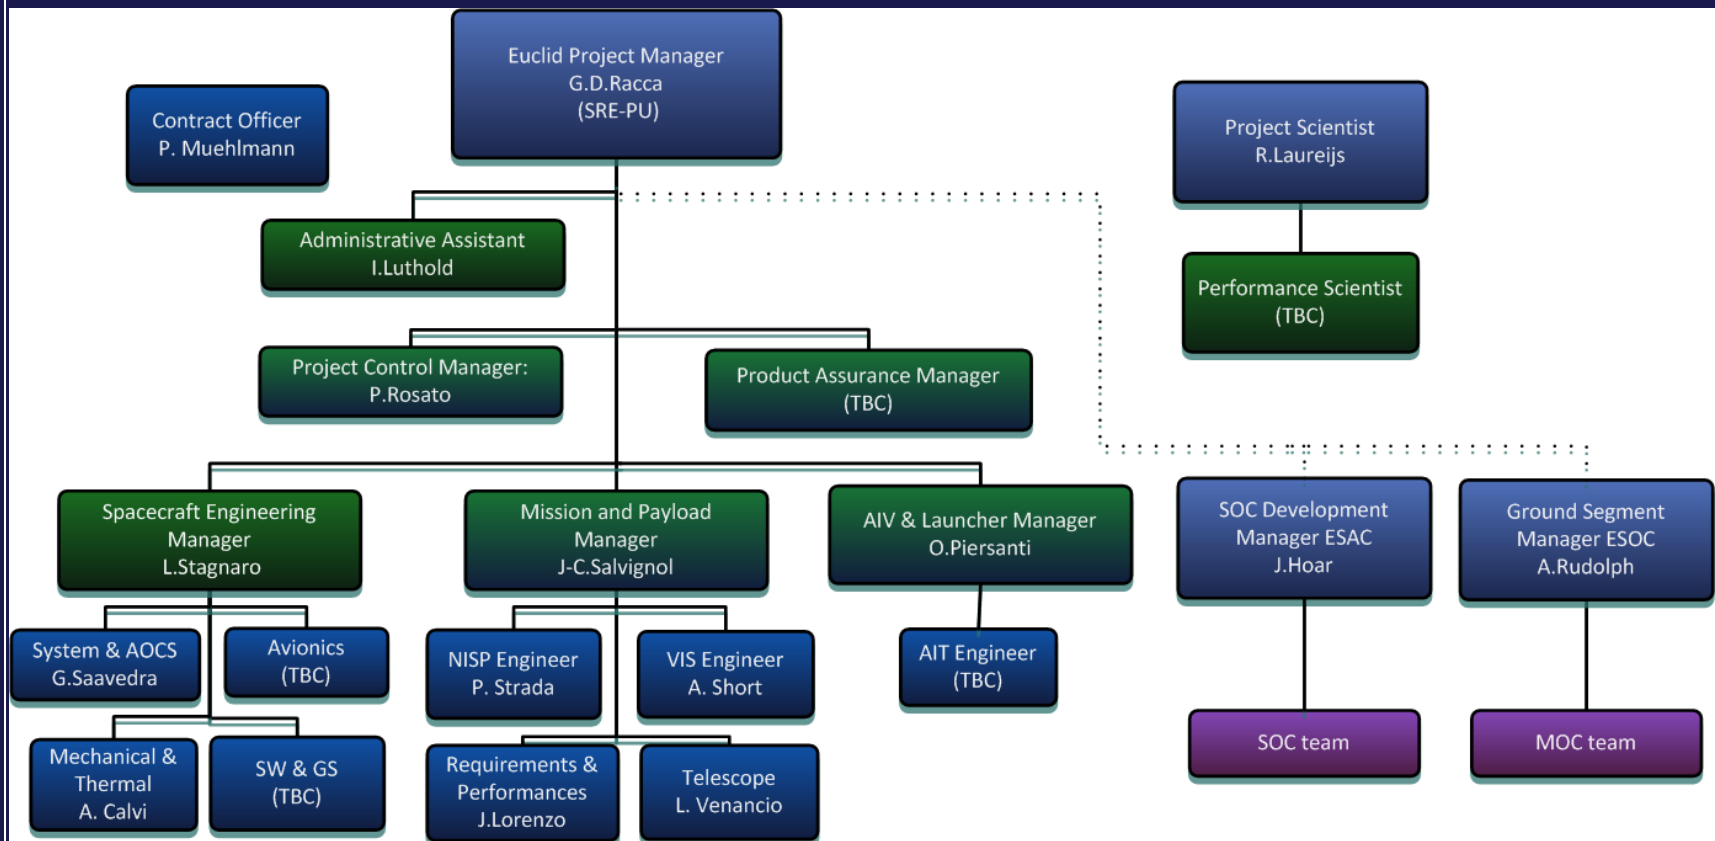 Euclid Project Manager
G.D.Racca
(SRE-PU)
Contract Officer
P. Muehlmann
Project Scientist
R.Laureijs
Administrative Assistant
I.Luthold
Performance Scientist
(TBC)
Project Control Manager:
P.Rosato
Product Assurance Manager
(TBC)
Spacecraft Engineering
Manager
L.Stagnaro
Mission and Payload
Manager
J-C.Salvignol
AIV & Launcher Manager
O.Piersanti
SOC Development
Manager ESAC
J.Hoar
Ground Segment
Manager ESOC
A.Rudolph
System & AOCS
G.Saavedra
Avionics
(TBC)
NISP Engineer
P. Strada
VIS Engineer
A. Short
AIT Engineer
(TBC)
Mechanical &
Thermal
A. Calvi
SW & GS
(TBC)
Requirements &
Performances
J.Lorenzo
Telescope
L. Venancio
SOC team
MOC team